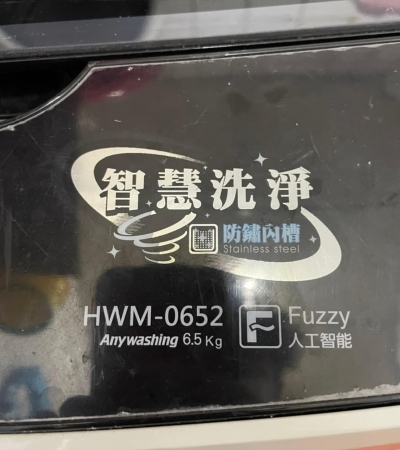 智慧洗淨
防鏽內槽
Stainless steel
HWM-0652
Anywashing 6.5 Kg
Fuzzy
人工智能